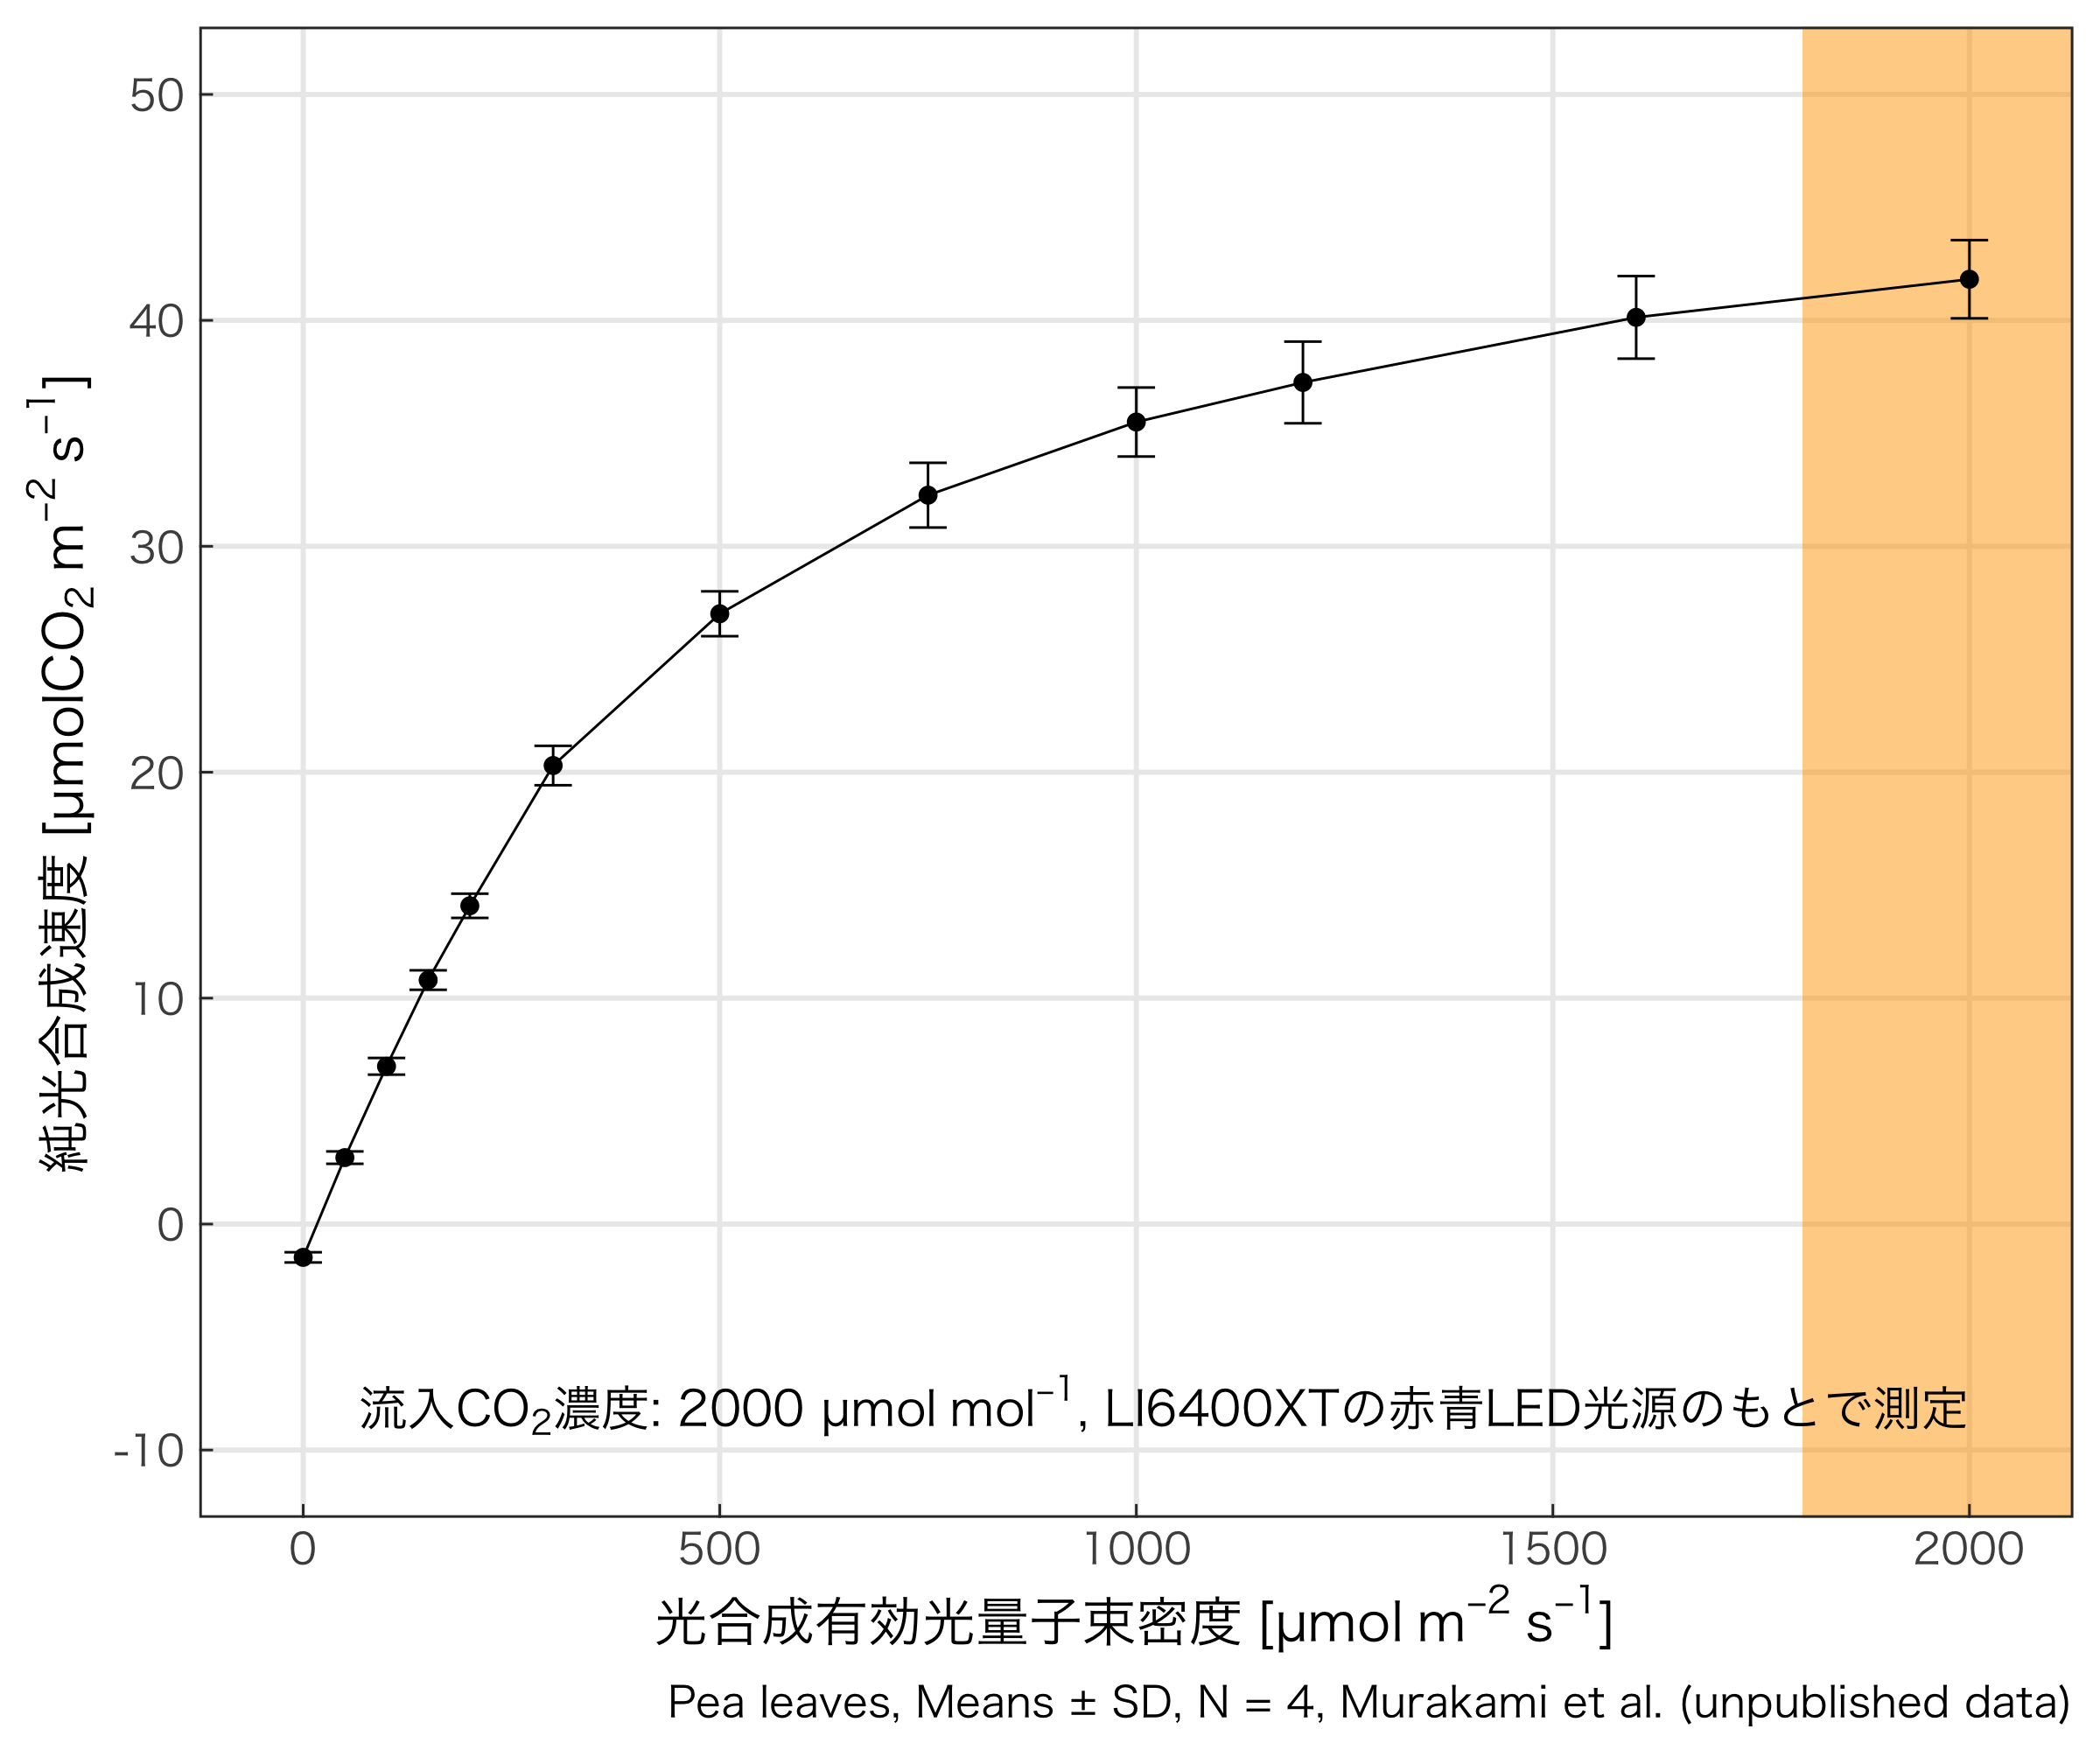 純光合成速度 [µmolCO₂ m⁻² s⁻¹]
50
40
30
20
10
0
-10
流入CO₂濃度: 2000 µmol mol⁻¹, LI6400XTの赤青LED光源のもとで測定
0 500 1000 1500 2000
光合成有効光量子束密度 [µmol m⁻² s⁻¹]
Pea leaves, Means ± SD, N = 4, Murakami et al. (unpublished data)